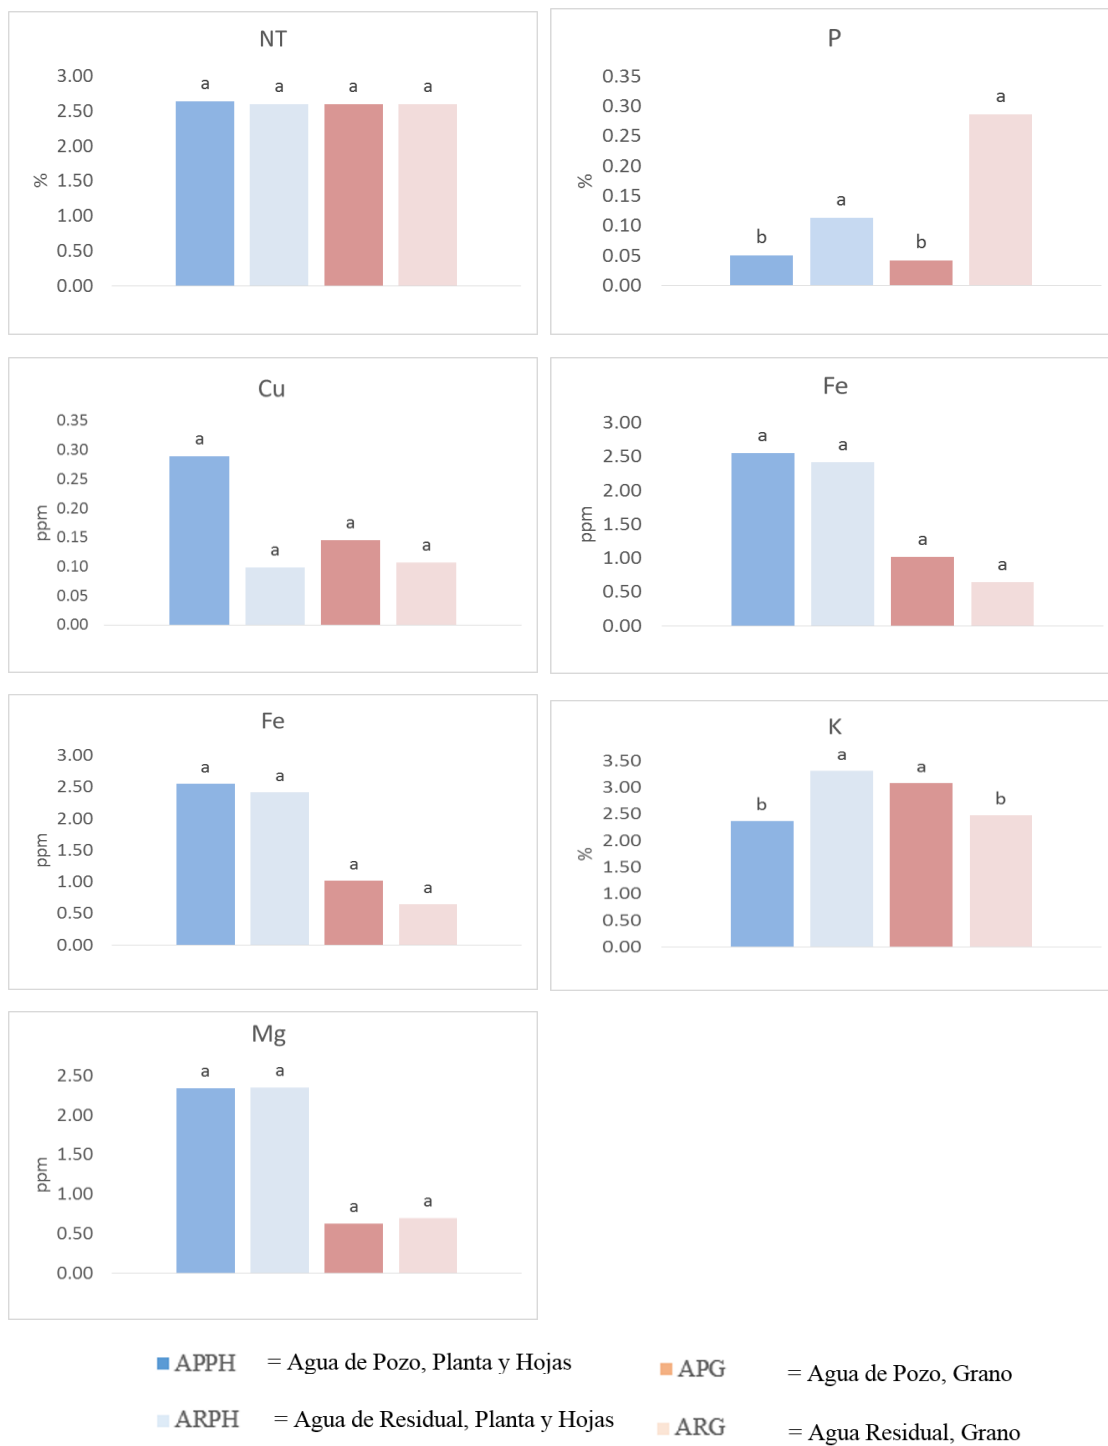 NT
3.00
2.50
2.00
1.50
1.00
0.50
0.00
%
a a a a
P
0.35
0.30
0.25
0.20
0.15
0.10
0.05
0.00
%
b a b a
Cu
0.35
0.30
0.25
0.20
0.15
0.10
0.05
0.00
ppm
a a a a
Fe
3.00
2.50
2.00
1.50
1.00
0.50
0.00
ppm
a a a a
Fe
3.00
2.50
2.00
1.50
1.00
0.50
0.00
ppm
a a a a
K
3.50
3.00
2.50
2.00
1.50
1.00
0.50
0.00
%
b a a b
Mg
2.50
2.00
1.50
1.00
0.50
0.00
ppm
a a a a
APPH = Agua de Pozo, Planta y Hojas
APG = Agua de Pozo, Grano
ARPH = Agua de Residual, Planta y Hojas
ARG = Agua Residual, Grano